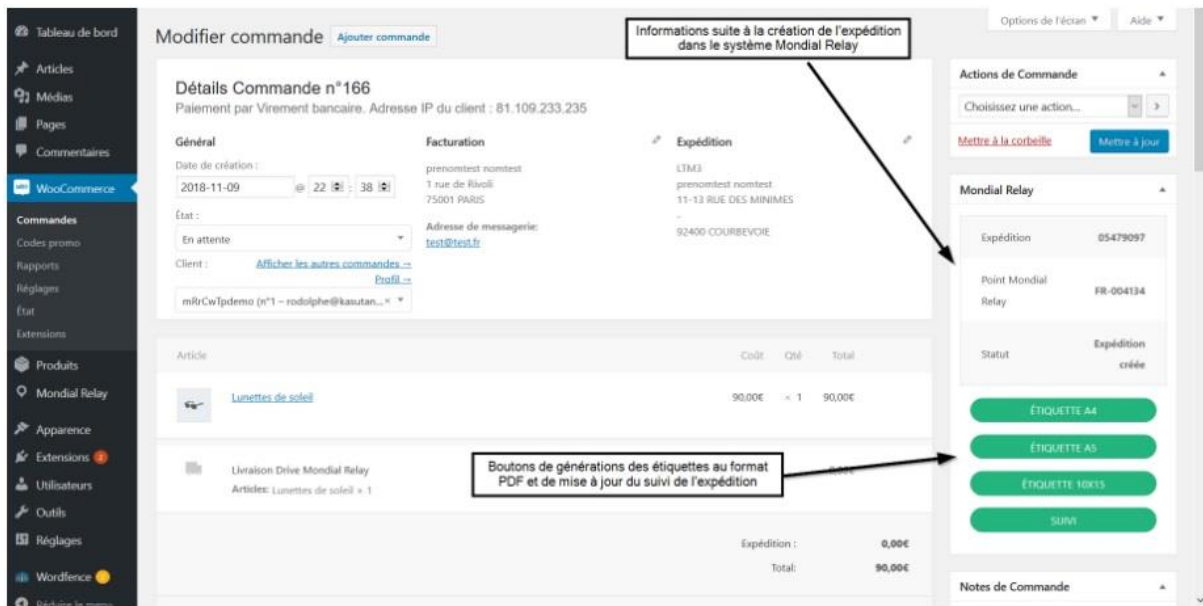 Tableau de bord
Articles
Médias
Pages
Commentaires
WooCommerce
Commandes
Codes promo
Rapports
Réglages
État
Extensions
Produits
Mondial Relay
Apparence
Extensions 2
Utilisateurs
Outils
Réglages
Wordfence
Réduire le menu
Options de l'écran
Aide
Modifier commande
Ajouter commande
Informations suite à la création de l'expédition
dans le système Mondial Relay
Détails Commande n°166
Paiement par Virement bancaire. Adresse IP du client : 81.109.233.235
Général
Date de création :
2018-11-09 @ 22 : 38
État :
En attente
Client : Afficher les autres commandes →
Profil →
mRrCwTpdemo (n°1 – rodolphe@kasutan...×
Facturation
prenomtest nomtest
1 rue de Rivoli
75001 PARIS
Adresse de messagerie:
test@test.fr
Expédition
LTM3
prenomtest nomtest
11-13 RUE DES MINIMES
-
92400 COURBEVOIE
Article Coût Qté Total
Lunettes de soleil 90,00€ × 1 90,00€
Livraison Drive Mondial Relay
Articles: Lunettes de soleil × 1
Boutons de générations des étiquettes au format
PDF et de mise à jour du suivi de l'expédition
Expédition : 0,00€
Total: 90,00€
Actions de Commande
Choisissez une action...
Mettre à la corbeille
Mettre à jour
Mondial Relay
Expédition 05479097
Point Mondial
Relay
FR-004134
Statut
Expédition
créée
ÉTIQUETTE A4
ÉTIQUETTE A5
ÉTIQUETTE 10X15
SUIVI
Notes de Commande